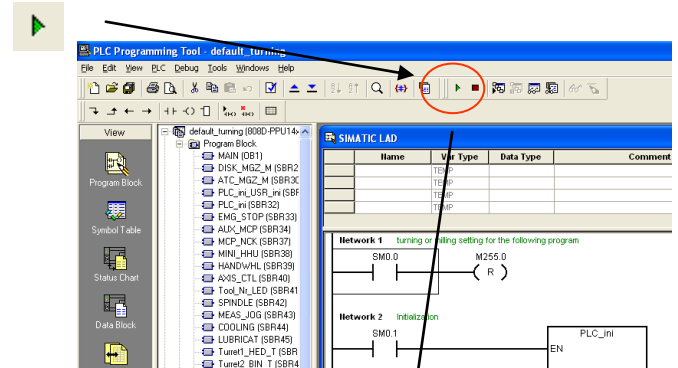 PLC Programming Tool - default_turning
File Edit View PLC Debug Tools Windows Help
View
Program Block
Symbol Table
Status Chart
Data Block
default_turning (808D-PPU14x
Program Block
MAIN (OB1)
DISK_MGZ_M (SBR2
ATC_MGZ_M (SBR30
PLC_ini_USR_ini (SBF
PLC_ini (SBR32)
EMG_STOP (SBR33)
AUX_MCP (SBR34)
MCP_NCK (SBR37)
MINI_HHU (SBR38)
HANDWHL (SBR39)
AXIS_CTL (SBR40)
Tool_Nr_LED (SBR41
SPINDLE (SBR42)
MEAS_JOG (SBR43)
COOLING (SBR44)
LUBRICAT (SBR45)
Turret1_HED_T (SBR
Turret2_BIN_T (SBR4
SIMATIC LAD
Name Var Type Data Type Comment
TEMP
TEMP
TEMP
TEMP
Network 1 turning or milling setting for the following program
SM0.0 M255.0
R
Network 2 Initialization
SM0.1 PLC_ini
EN